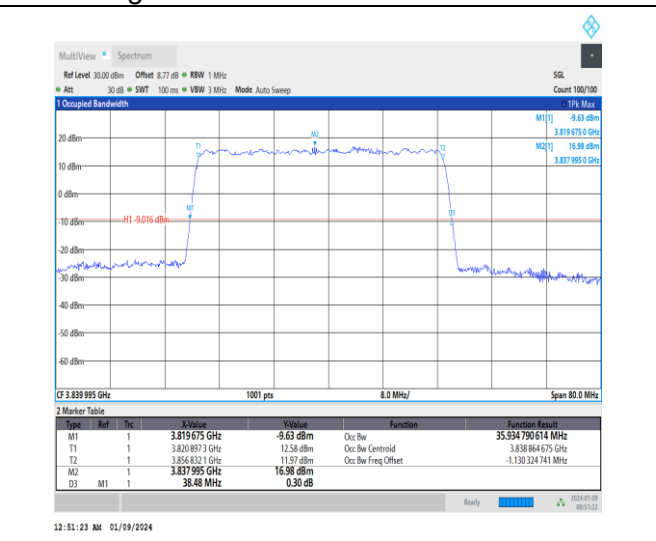 MultiView Spectrum
Ref Level 30.00 dBm Offset 8.77 dB RBW 1 MHz SGL
Att 30 dB SWT 100 ms VBW 3 MHz Mode Auto Sweep Count 100/100
1 Occupied Bandwidth 1Pk Max
M1[1] -9.63 dBm
3.819 675 0 GHz
M2[1] 16.98 dBm
3.837 995 0 GHz
M2
20 dBm
T1 T2
10 dBm
0 dBm
M1 D3
-10 dBm H1 -9.016 dBm
-20 dBm
-30 dBm
-40 dBm
-50 dBm
-60 dBm
CF 3.839 995 GHz 1001 pts 8.0 MHz/ Span 80.0 MHz
2 Marker Table
Type Ref Trc X-Value Y-Value Function Function Result
M1 1 3.819 675 GHz -9.63 dBm Occ Bw 35.934 790 614 MHz
T1 1 3.820 897 3 GHz 12.58 dBm Occ Bw Centroid 3.838 864 675 GHz
T2 1 3.856 832 1 GHz 11.97 dBm Occ Bw Freq Offset -1.130 324 741 MHz
M2 1 3.837 995 GHz 16.98 dBm
D3 M1 1 38.48 MHz 0.30 dB
Ready 2024-01-09
00:51:22
12:51:23 AM 01/09/2024